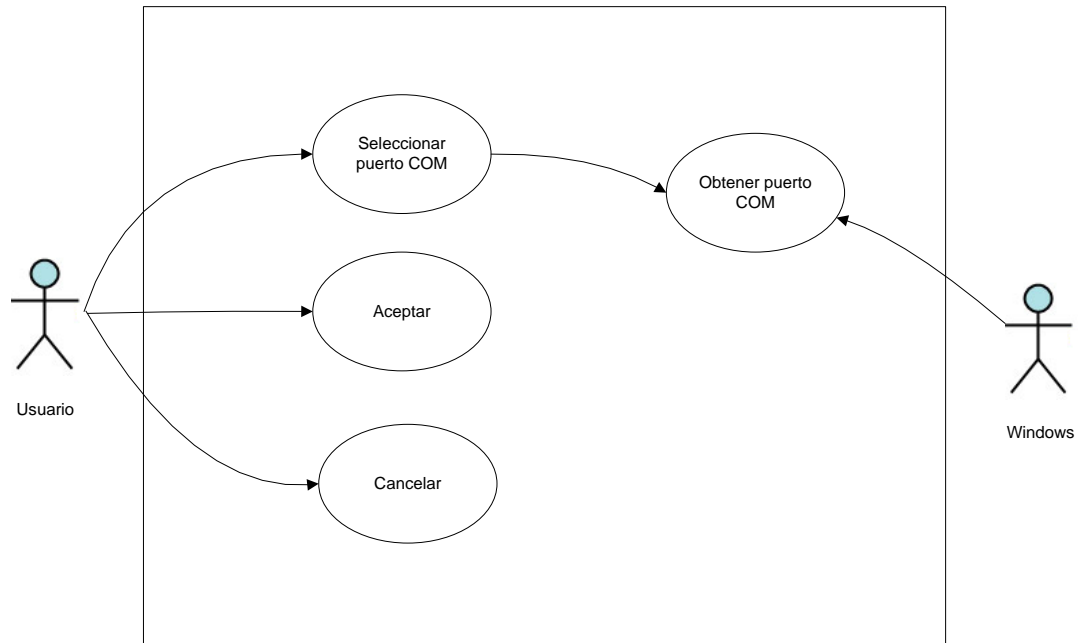 Seleccionar
puerto COM
Obtener puerto
COM
Aceptar
Usuario
Windows
Cancelar